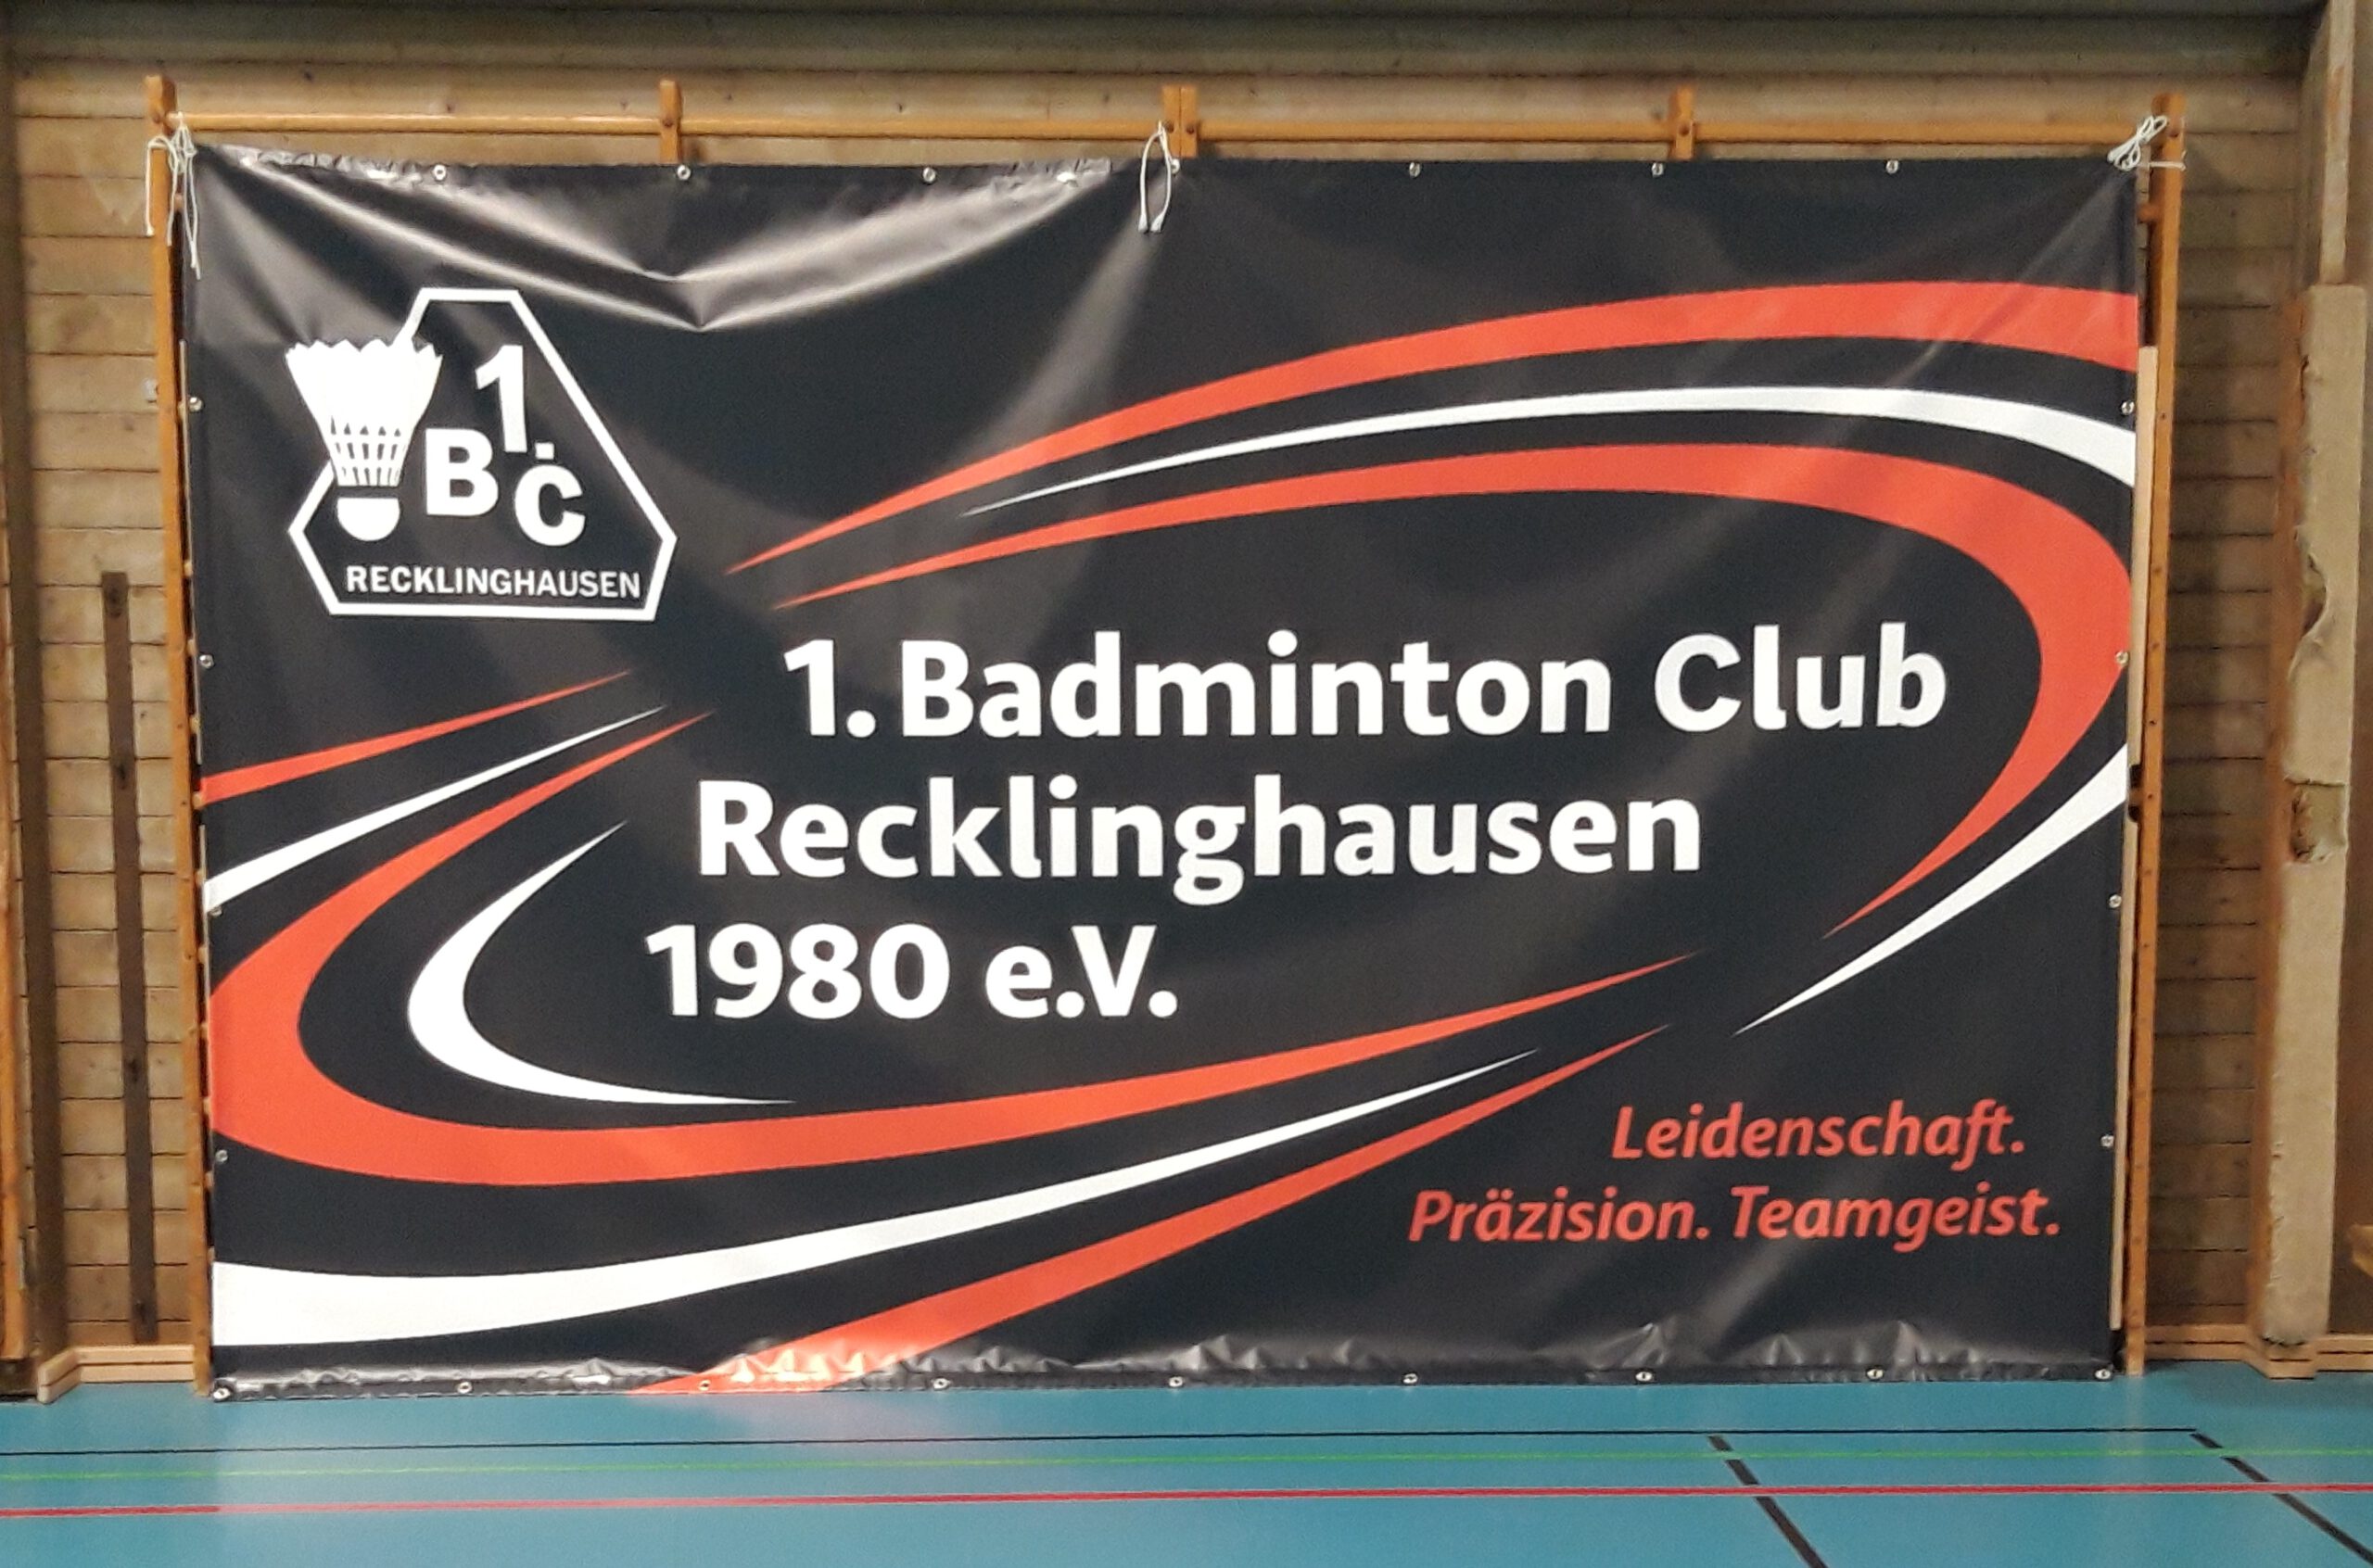 1.
B C
RECKLINGHAUSEN
1. Badminton Club
Recklinghausen
1980 e.V.
Leidenschaft.
Präzision. Teamgeist.